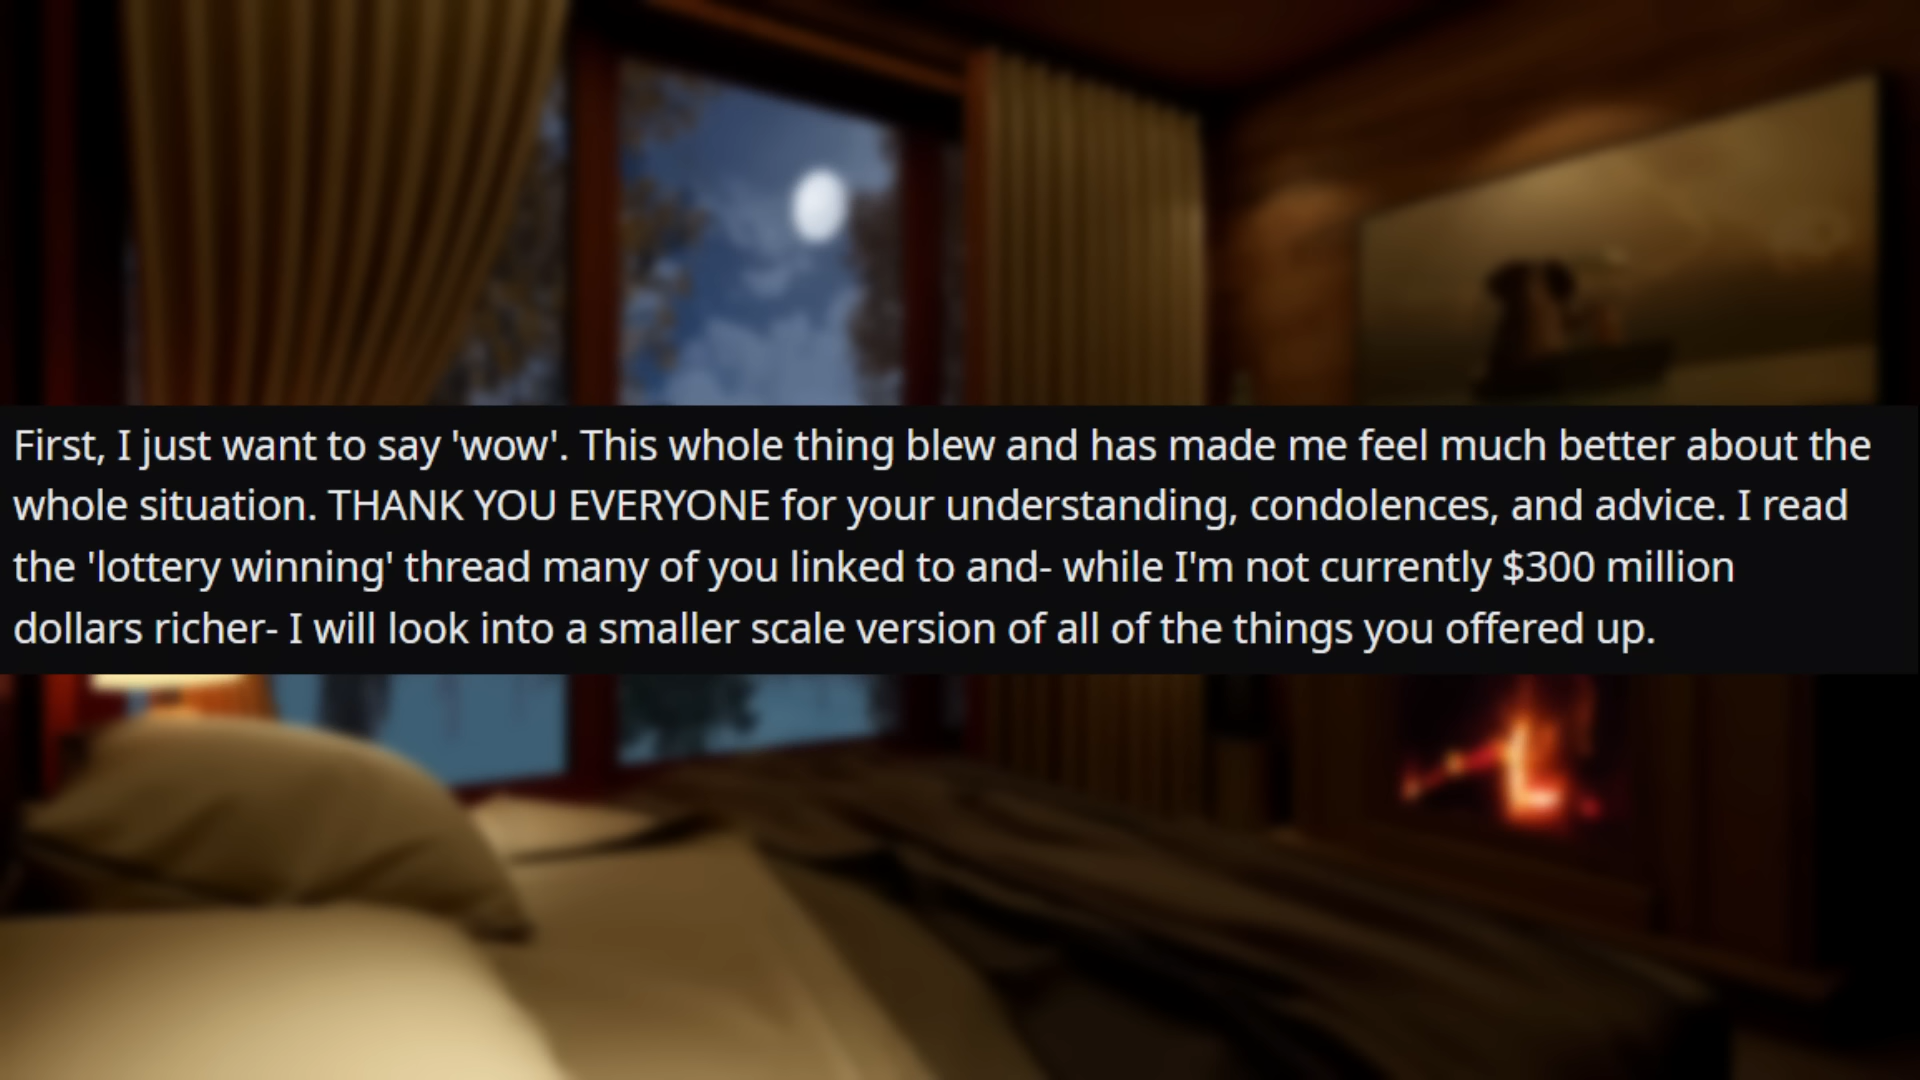 First, I just want to say 'wow'. This whole thing blew and has made me feel much better about the
whole situation. THANK YOU EVERYONE for your understanding, condolences, and advice. I read
the 'lottery winning' thread many of you linked to and- while I'm not currently $300 million
dollars richer- I will look into a smaller scale version of all of the things you offered up.